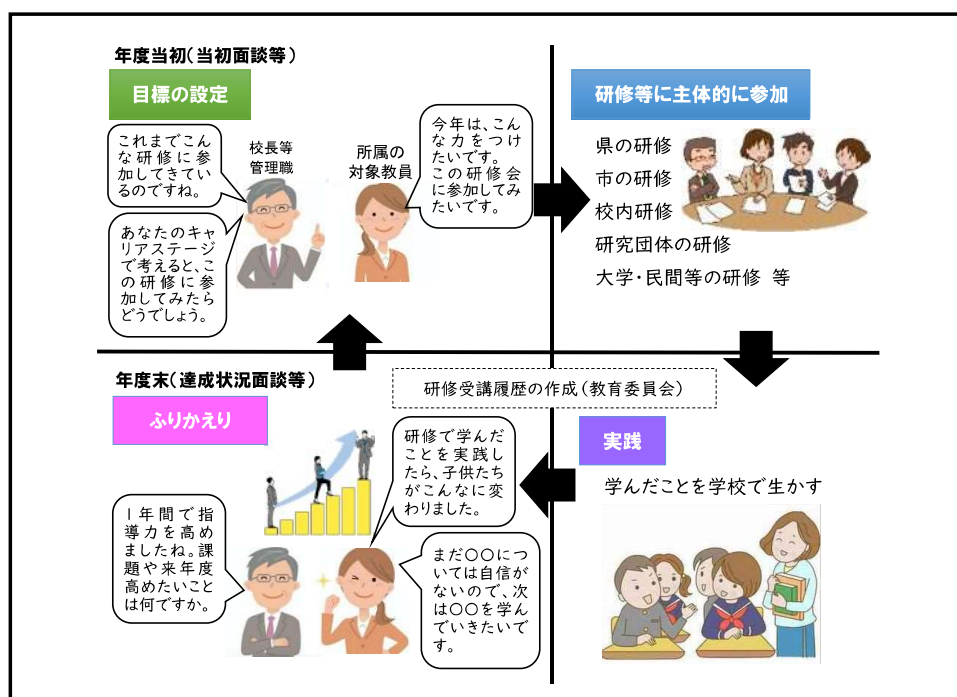 年度当初(当初面談等)
目標の設定
これまでこん
な研修に参
加してきてい
るのですね。
校長等
管理職
所属の
対象教員
今年は、こん
な力をつけ
たいです。
この研修会
に参加してみ
たいです。
あなたのキャ
リアステージ
で考えると、こ
の研修に参
加してみたら
どうでしょう。
研修等に主体的に参加
県の研修
市の研修
校内研修
研究団体の研修
大学・民間等の研修 等
研修受講履歴の作成(教育委員会)
実践
学んだことを学校で生かす
年度末(達成状況面談等)
ふりかえり
研修で学んだ
ことを実践し
たら、子供たち
がこんなに変
わりました。
1年間で指
導力を高め
ましたね。課
題や来年度
高めたいこと
は何ですか。
まだ〇〇につ
いては自信が
ないので、次
は〇〇を学ん
でいきたいで
す。